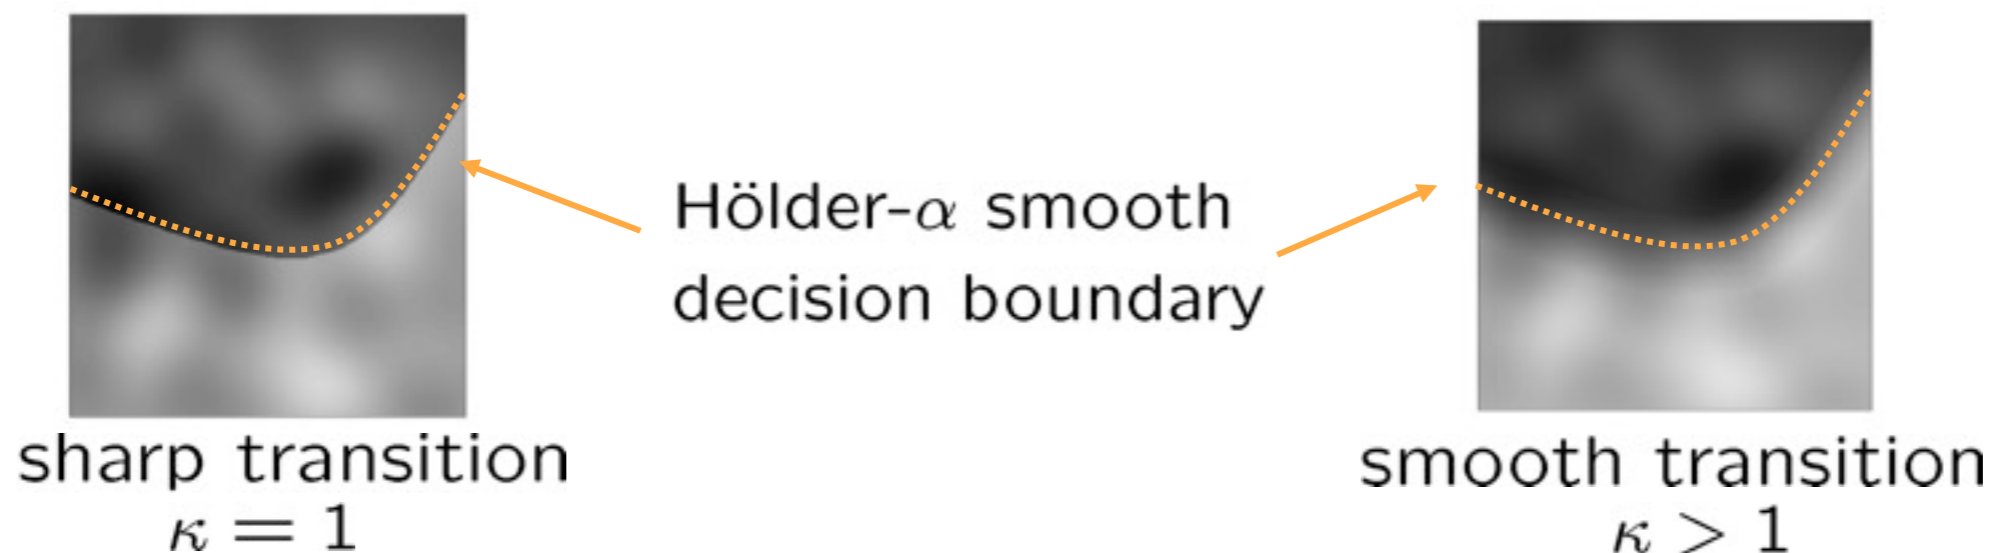 Hölder-α smooth
decision boundary
sharp transition
κ = 1
smooth transition
κ > 1